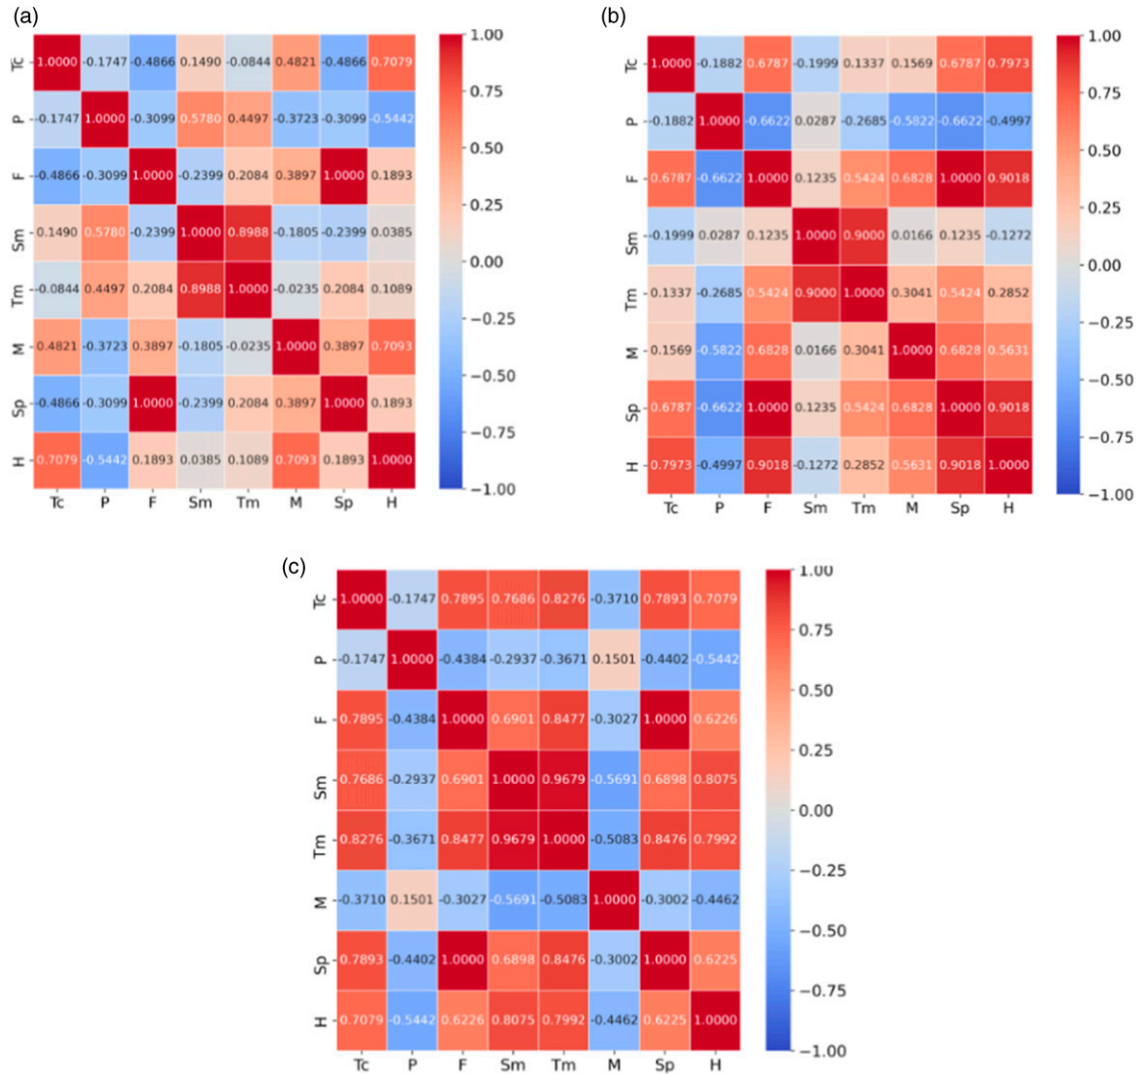 (a)
Tc 1.0000 -0.1747 -0.4866 0.1490 -0.0844 0.4821 -0.4866 0.7079
P -0.1747 1.0000 -0.3099 0.5780 0.4497 -0.3723 -0.3099 -0.5442
F -0.4866 -0.3099 1.0000 -0.2399 0.2084 0.3897 1.0000 0.1893
Sm 0.1490 0.5780 -0.2399 1.0000 0.8988 -0.1805 -0.2399 0.0385
Tm -0.0844 0.4497 0.2084 0.8988 1.0000 -0.0235 0.2084 0.1089
M 0.4821 -0.3723 0.3897 -0.1805 -0.0235 1.0000 0.3897 0.7093
Sp -0.4866 -0.3099 1.0000 -0.2399 0.2084 0.3897 1.0000 0.1893
H 0.7079 -0.5442 0.1893 0.0385 0.1089 0.7093 0.1893 1.0000
Tc P F Sm Tm M Sp H
1.00
0.75
0.50
0.25
0.00
−0.25
−0.50
−0.75
−1.00
(b)
Tc 1.0000 -0.1882 0.6787 -0.1999 0.1337 0.1569 0.6787 0.7973
P -0.1882 1.0000 -0.6622 0.0287 -0.2685 -0.5822 -0.6622 -0.4997
F 0.6787 -0.6622 1.0000 0.1235 0.5424 0.6828 1.0000 0.9018
Sm -0.1999 0.0287 0.1235 1.0000 0.9000 0.0166 0.1235 -0.1272
Tm 0.1337 -0.2685 0.5424 0.9000 1.0000 0.3041 0.5424 0.2852
M 0.1569 -0.5822 0.6828 0.0166 0.3041 1.0000 0.6828 0.5631
Sp 0.6787 -0.6622 1.0000 0.1235 0.5424 0.6828 1.0000 0.9018
H 0.7973 -0.4997 0.9018 -0.1272 0.2852 0.5631 0.9018 1.0000
Tc P F Sm Tm M Sp H
1.00
0.75
0.50
0.25
0.00
−0.25
−0.50
−0.75
−1.00
(c)
Tc 1.0000 -0.1747 0.7895 0.7686 0.8276 -0.3710 0.7893 0.7079
P -0.1747 1.0000 -0.4384 -0.2937 -0.3671 0.1501 -0.4402 -0.5442
F 0.7895 -0.4384 1.0000 0.6901 0.8477 -0.3027 1.0000 0.6226
Sm 0.7686 -0.2937 0.6901 1.0000 0.9679 -0.5691 0.6898 0.8075
Tm 0.8276 -0.3671 0.8477 0.9679 1.0000 -0.5083 0.8476 0.7992
M -0.3710 0.1501 -0.3027 -0.5691 -0.5083 1.0000 -0.3002 -0.4462
Sp 0.7893 -0.4402 1.0000 0.6898 0.8476 -0.3002 1.0000 0.6225
H 0.7079 -0.5442 0.6226 0.8075 0.7992 -0.4462 0.6225 1.0000
Tc P F Sm Tm M Sp H
1.00
0.75
0.50
0.25
0.00
−0.25
−0.50
−0.75
−1.00